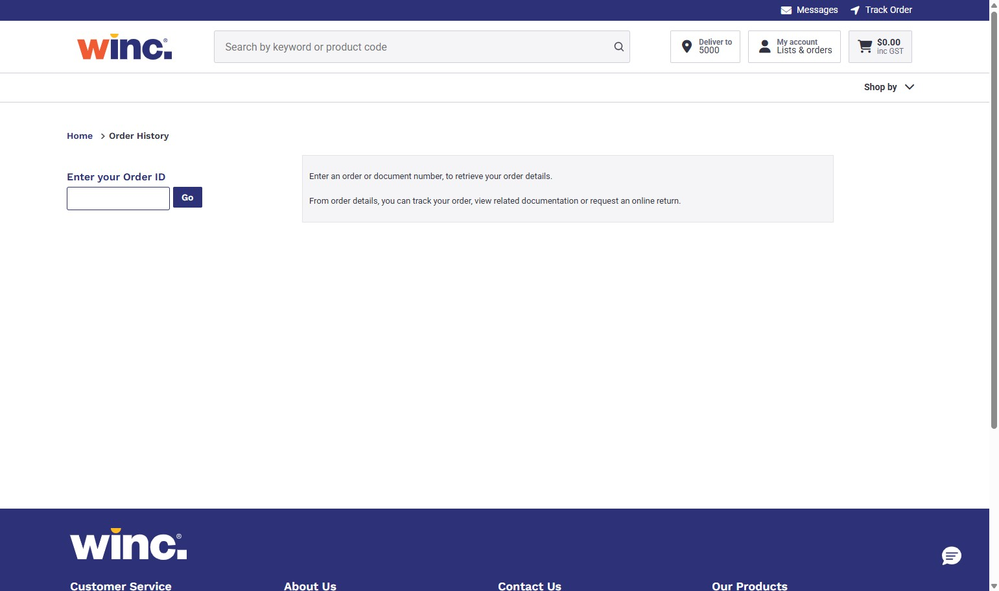 Messages
Track Order
winc.®
Search by keyword or product code
Deliver to
5000
My account
Lists & orders
$0.00
inc GST
Shop by
Home
Order History
Enter your Order ID
Go
Enter an order or document number, to retrieve your order details.
From order details, you can track your order, view related documentation or request an online return.
winc.®
Customer Service
About Us
Contact Us
Our Products